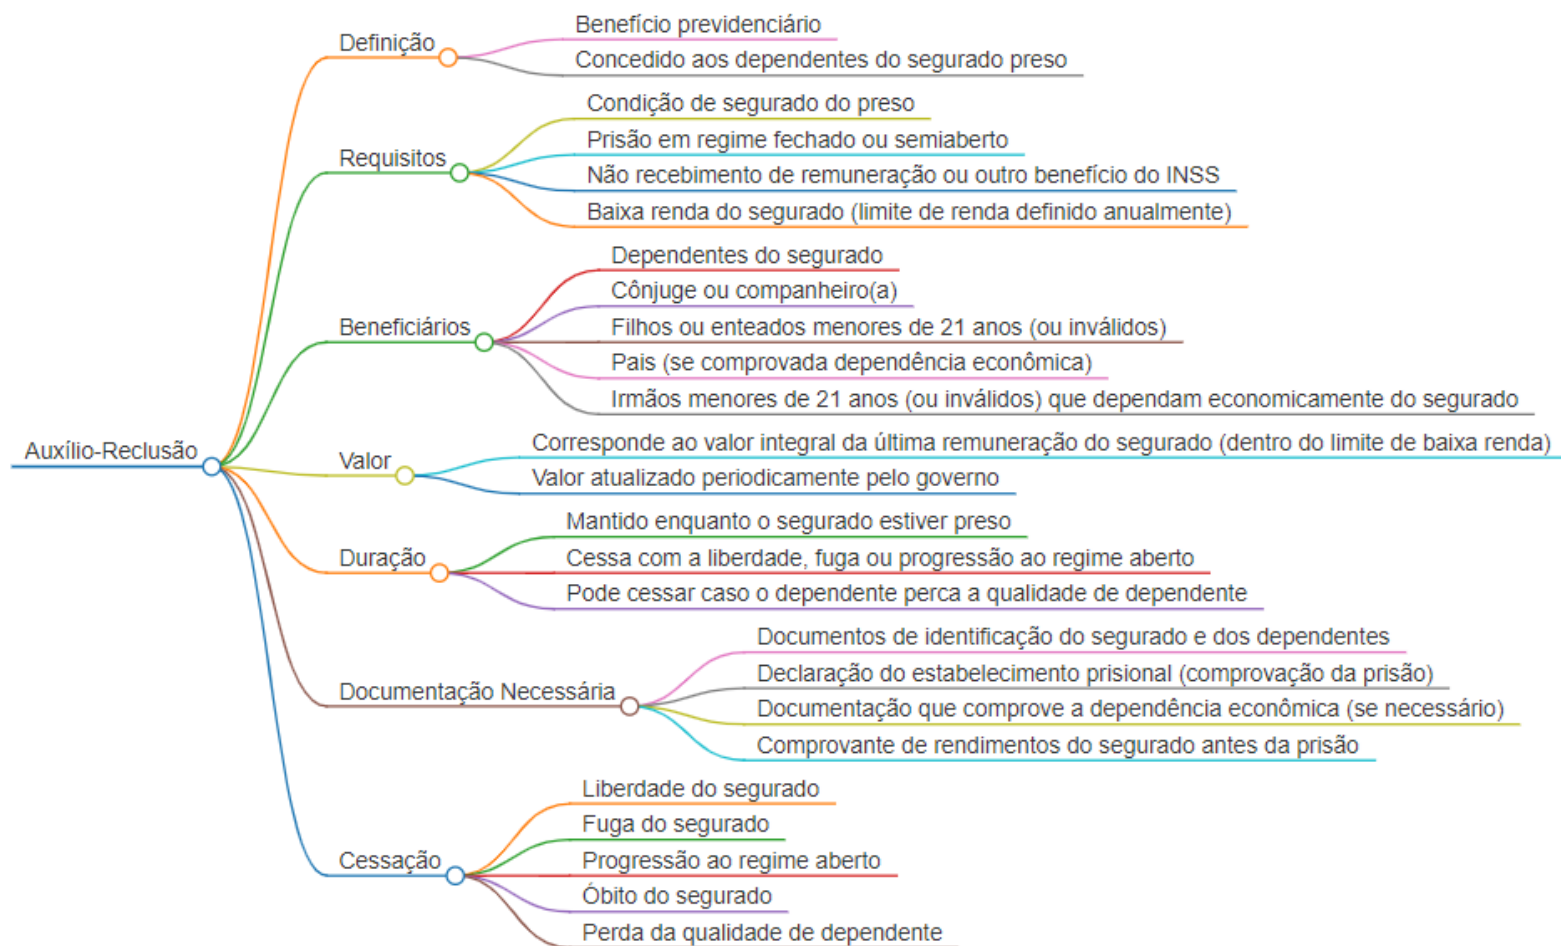 Auxílio-Reclusão
Definição
Benefício previdenciário
Concedido aos dependentes do segurado preso
Requisitos
Condição de segurado do preso
Prisão em regime fechado ou semiaberto
Não recebimento de remuneração ou outro benefício do INSS
Baixa renda do segurado (limite de renda definido anualmente)
Beneficiários
Dependentes do segurado
Cônjuge ou companheiro(a)
Filhos ou enteados menores de 21 anos (ou inválidos)
Pais (se comprovada dependência econômica)
Irmãos menores de 21 anos (ou inválidos) que dependam economicamente do segurado
Valor
Corresponde ao valor integral da última remuneração do segurado (dentro do limite de baixa renda)
Valor atualizado periodicamente pelo governo
Duração
Mantido enquanto o segurado estiver preso
Cessa com a liberdade, fuga ou progressão ao regime aberto
Pode cessar caso o dependente perca a qualidade de dependente
Documentação Necessária
Documentos de identificação do segurado e dos dependentes
Declaração do estabelecimento prisional (comprovação da prisão)
Documentação que comprove a dependência econômica (se necessário)
Comprovante de rendimentos do segurado antes da prisão
Cessação
Liberdade do segurado
Fuga do segurado
Progressão ao regime aberto
Óbito do segurado
Perda da qualidade de dependente